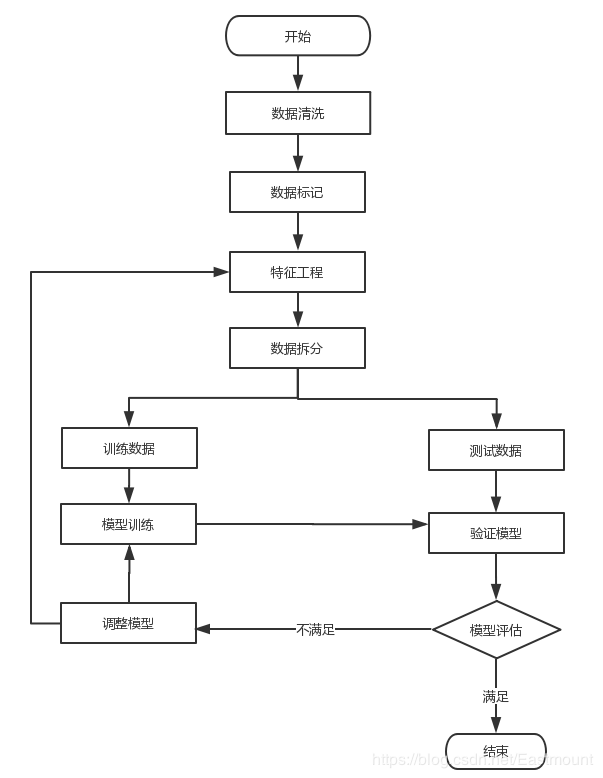 开始
数据清洗
数据标记
特征工程
数据拆分
训练数据
测试数据
模型训练
验证模型
调整模型
不满足
模型评估
满足
结束
https://blog.csdn.net/Eastmount